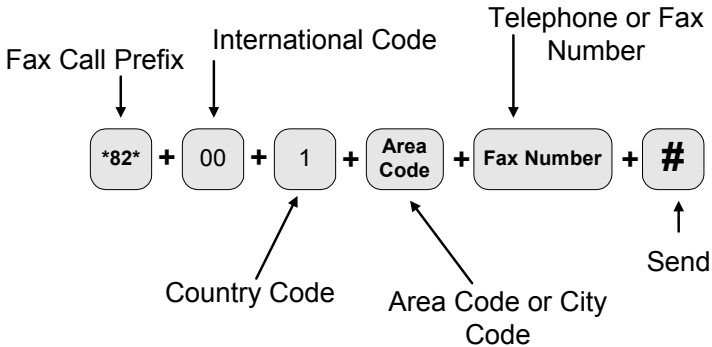 Telephone or Fax
Number
International Code
Fax Call Prefix
*82* + 00 + 1 + Area Code + Fax Number + #
Country Code
Area Code or City
Code
Send